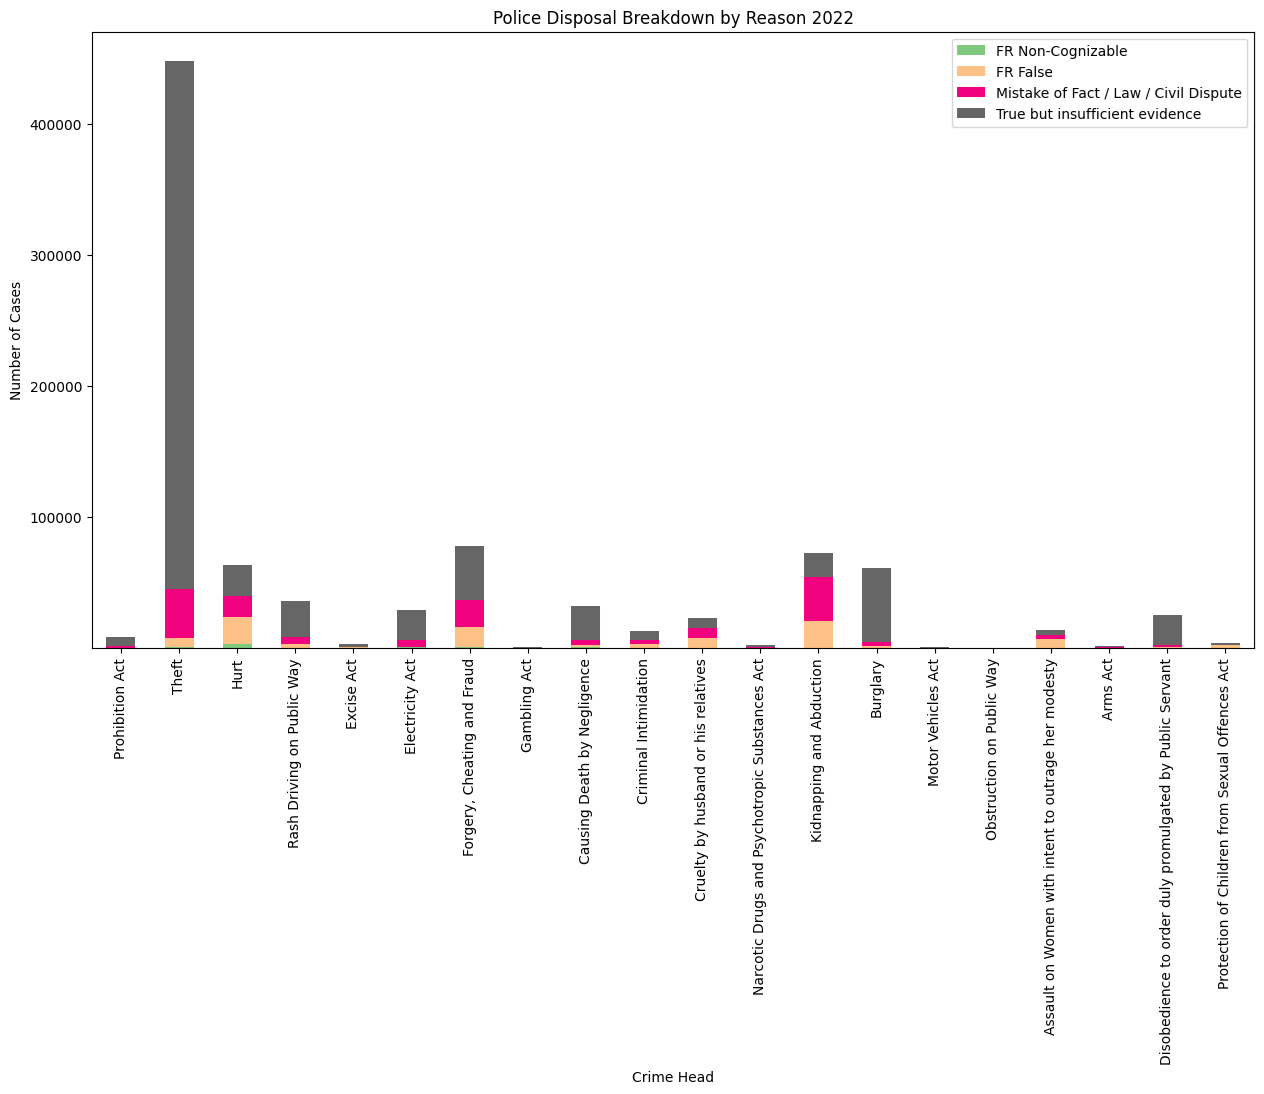 Police Disposal Breakdown by Reason 2022
FR Non-Cognizable
FR False
Mistake of Fact / Law / Civil Dispute
True but insufficient evidence
Number of Cases
400000
300000
200000
100000
Prohibition Act
Theft
Hurt
Rash Driving on Public Way
Excise Act
Electricity Act
Forgery, Cheating and Fraud
Gambling Act
Causing Death by Negligence
Criminal Intimidation
Cruelty by husband or his relatives
Narcotic Drugs and Psychotropic Substances Act
Kidnapping and Abduction
Burglary
Motor Vehicles Act
Obstruction on Public Way
Assault on Women with intent to outrage her modesty
Arms Act
Disobedience to order duly promulgated by Public Servant
Protection of Children from Sexual Offences Act
Crime Head